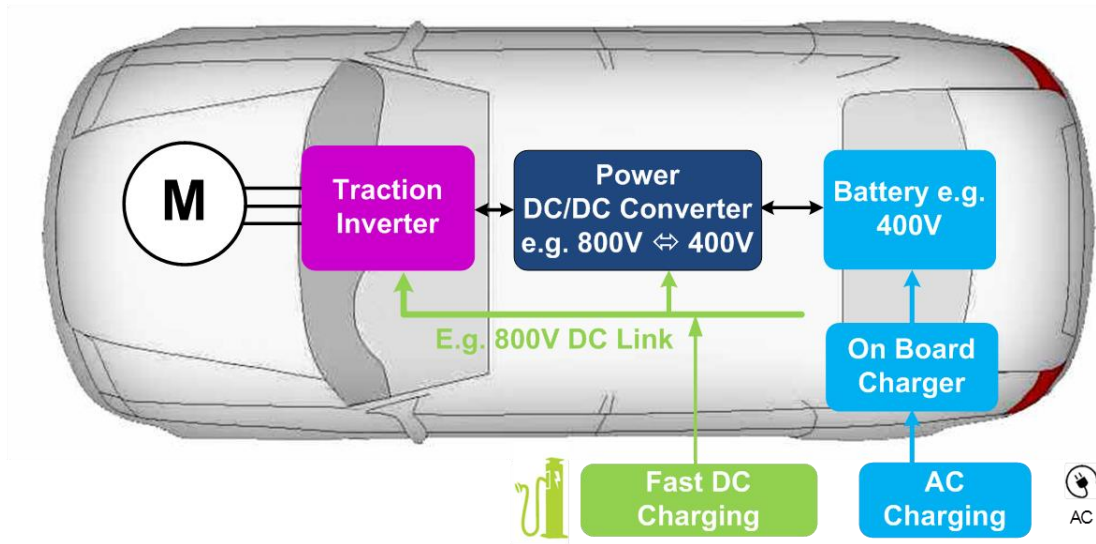 M
Traction
Inverter
Power
DC/DC Converter
e.g. 800V ⇔ 400V
Battery e.g.
400V
E.g. 800V DC Link
On Board
Charger
Fast DC
Charging
AC
Charging
AC